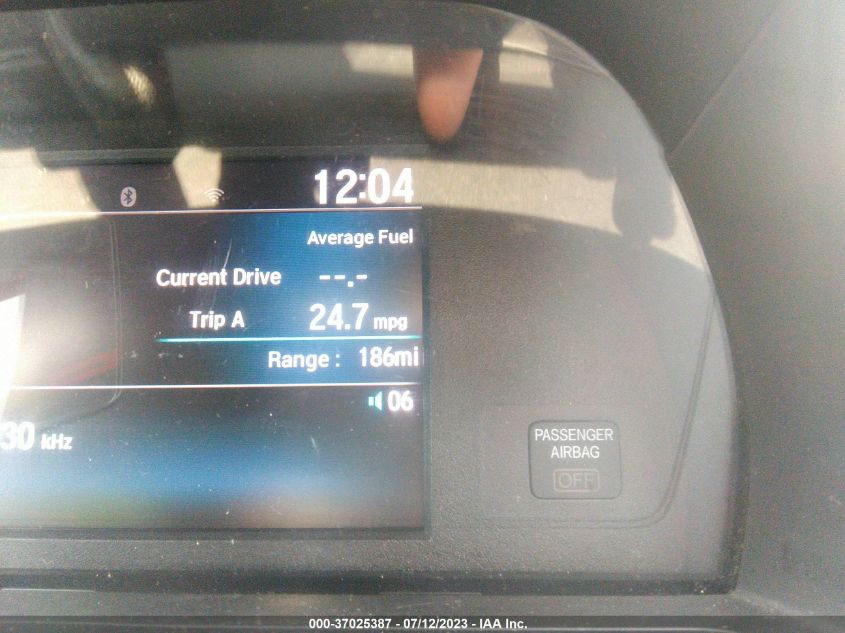 12:04
Average Fuel
Current Drive --.-
Trip A 24.7 mpg
Range : 186mi
06
30 kHz
PASSENGER
AIRBAG
OFF
000-37025387 - 07/12/2023 - IAA Inc.